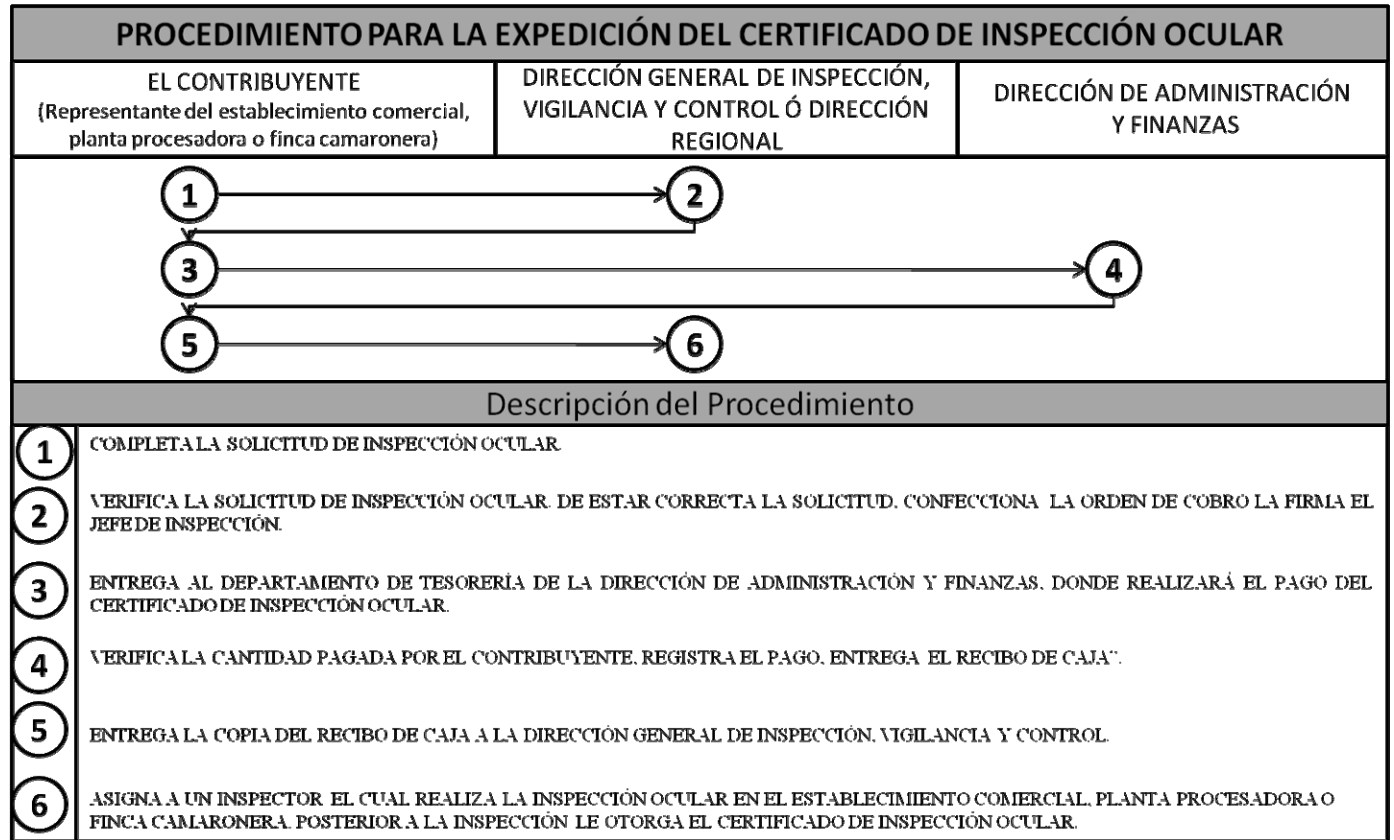 PROCEDIMIENTO PARA LA EXPEDICIÓN DEL CERTIFICADO DE INSPECCIÓN OCULAR
EL CONTRIBUYENTE
(Representante del establecimiento comercial,
planta procesadora o finca camaronera)
DIRECCIÓN GENERAL DE INSPECCIÓN,
VIGILANCIA Y CONTROL Ó DIRECCIÓN
REGIONAL
DIRECCIÓN DE ADMINISTRACIÓN
Y FINANZAS
1
2
3
4
5
6
Descripción del Procedimiento
1
COMPLETA LA SOLICITUD DE INSPECCIÓN OCULAR.
2
VERIFICA LA SOLICITUD DE INSPECCIÓN OCULAR. DE ESTAR CORRECTA LA SOLICITUD, CONFECCIONA LA ORDEN DE COBRO LA FIRMA EL
JEFE DE INSPECCIÓN.
3
ENTREGA AL DEPARTAMENTO DE TESORERÍA DE LA DIRECCIÓN DE ADMINISTRACIÓN Y FINANZAS, DONDE REALIZARÁ EL PAGO DEL
CERTIFICADO DE INSPECCIÓN OCULAR.
4
VERIFICA LA CANTIDAD PAGADA POR EL CONTRIBUYENTE, REGISTRA EL PAGO, ENTREGA EL RECIBO DE CAJA".
5
ENTREGA LA COPIA DEL RECIBO DE CAJA A LA DIRECCIÓN GENERAL DE INSPECCIÓN, VIGILANCIA Y CONTROL.
6
ASIGNA A UN INSPECTOR EL CUAL REALIZA LA INSPECCIÓN OCULAR EN EL ESTABLECIMIENTO COMERCIAL, PLANTA PROCESADORA O
FINCA CAMARONERA. POSTERIOR A LA INSPECCIÓN LE OTORGA EL CERTIFICADO DE INSPECCIÓN OCULAR.